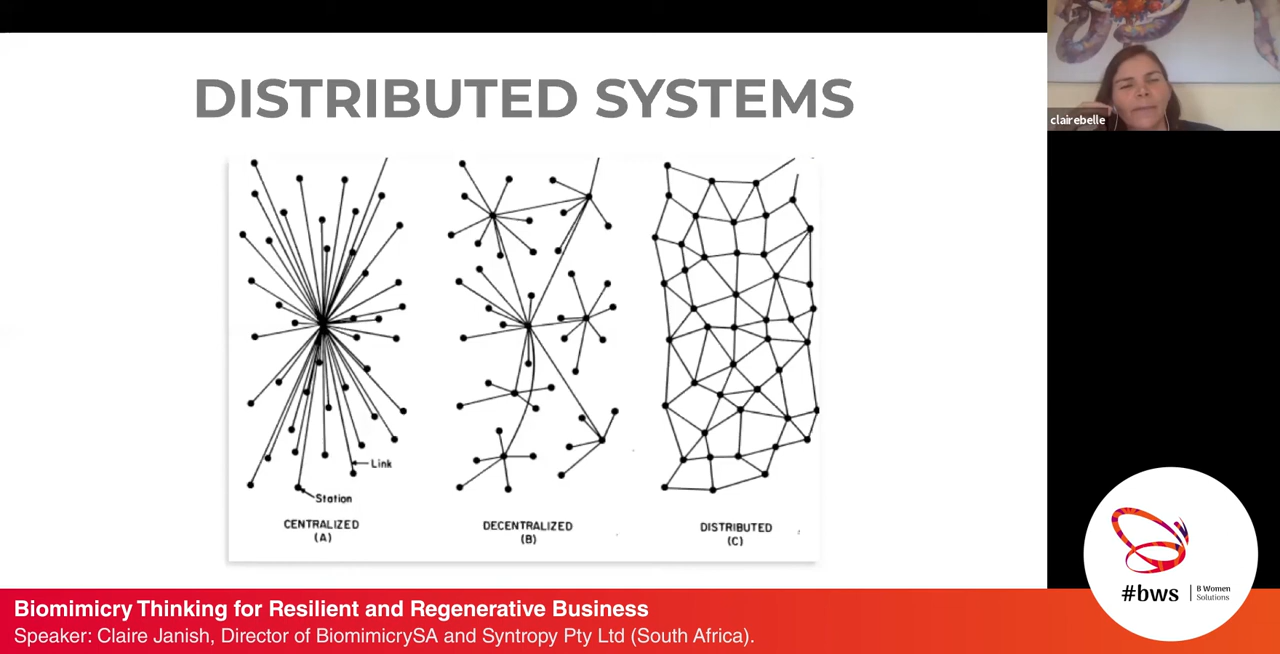 DISTRIBUTED SYSTEMS
clairebelle
Link
Station
CENTRALIZED
(A)
DECENTRALIZED
(B)
DISTRIBUTED
(C)
#bws | B Women
Solutions
Biomimicry Thinking for Resilient and Regenerative Business
Speaker: Claire Janish, Director of BiomimicrySA and Syntropy Pty Ltd (South Africa).